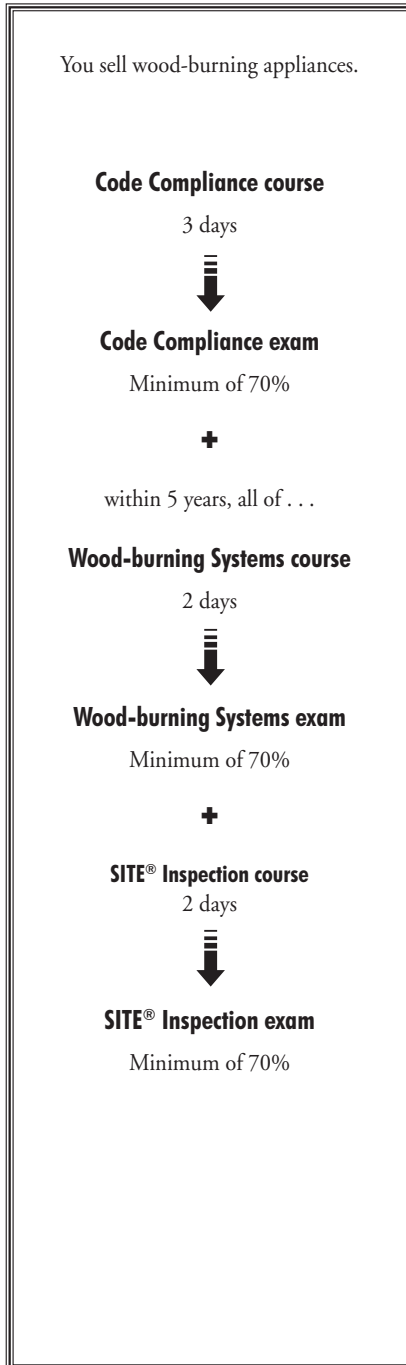 You sell wood-burning appliances.
Code Compliance course
3 days
Code Compliance exam
Minimum of 70%
+
within 5 years, all of . . .
Wood-burning Systems course
2 days
Wood-burning Systems exam
Minimum of 70%
+
SITE® Inspection course
2 days
SITE® Inspection exam
Minimum of 70%